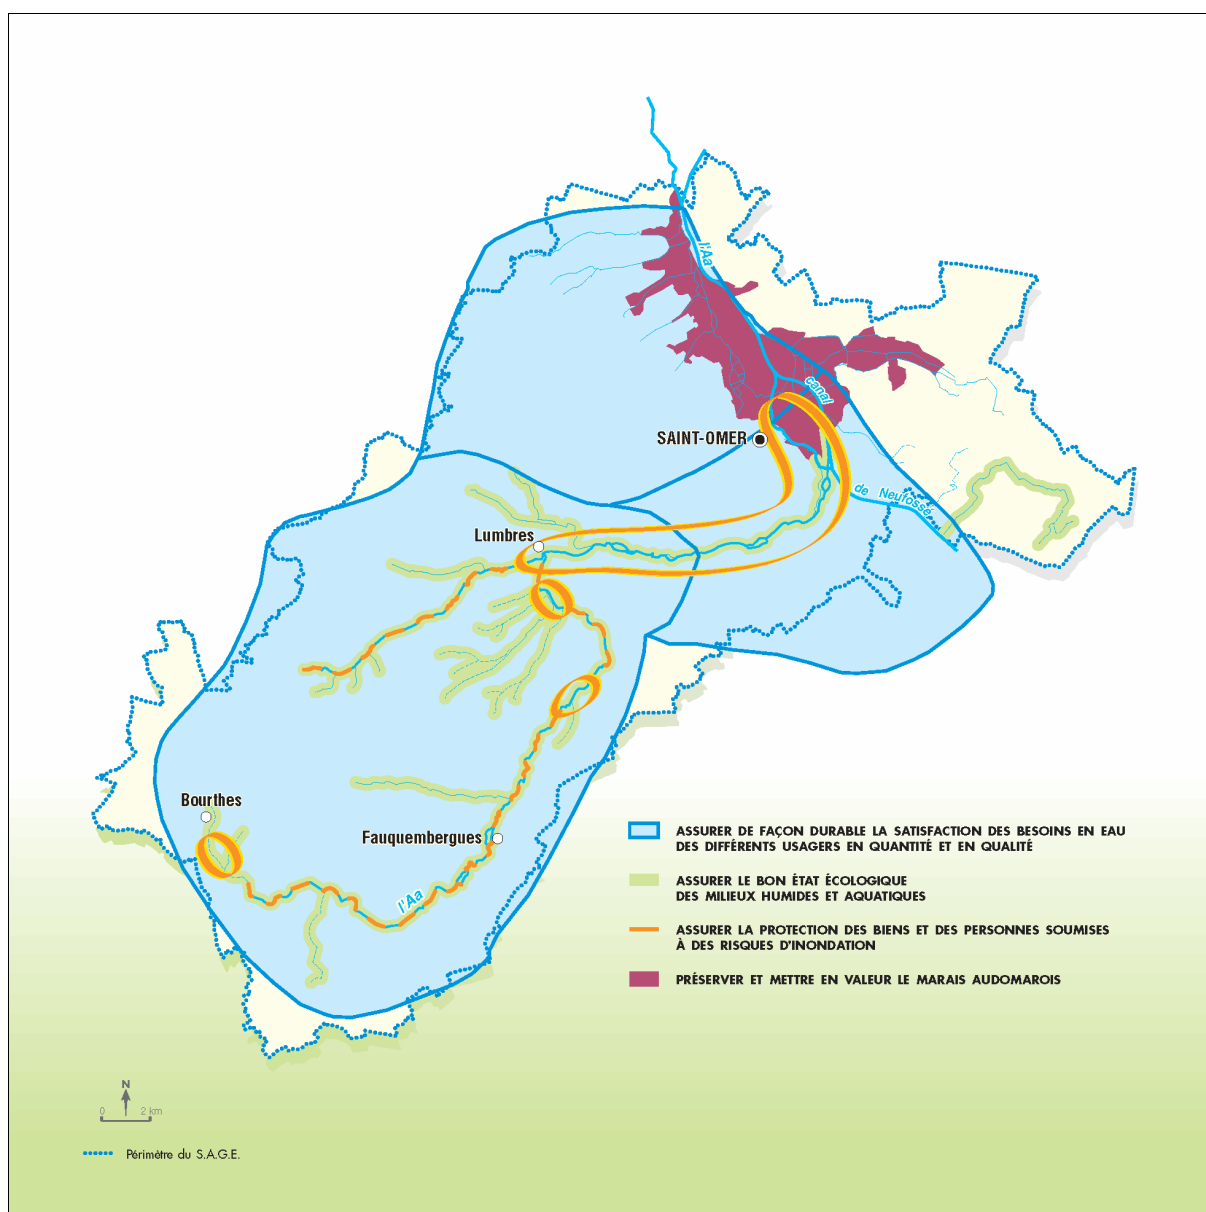 l'Aa
canal
SAINT-OMER
de Neufossé
Lumbres
Bourthes
Fauquembergues
l'Aa
ASSURER DE FAÇON DURABLE LA SATISFACTION DES BESOINS EN EAU
DES DIFFÉRENTS USAGERS EN QUANTITÉ ET EN QUALITÉ
ASSURER LE BON ÉTAT ÉCOLOGIQUE
DES MILIEUX HUMIDES ET AQUATIQUES
ASSURER LA PROTECTION DES BIENS ET DES PERSONNES SOUMISES
À DES RISQUES D'INONDATION
PRÉSERVER ET METTRE EN VALEUR LE MARAIS AUDOMAROIS
N
0 2 km
Périmètre du S.A.G.E.